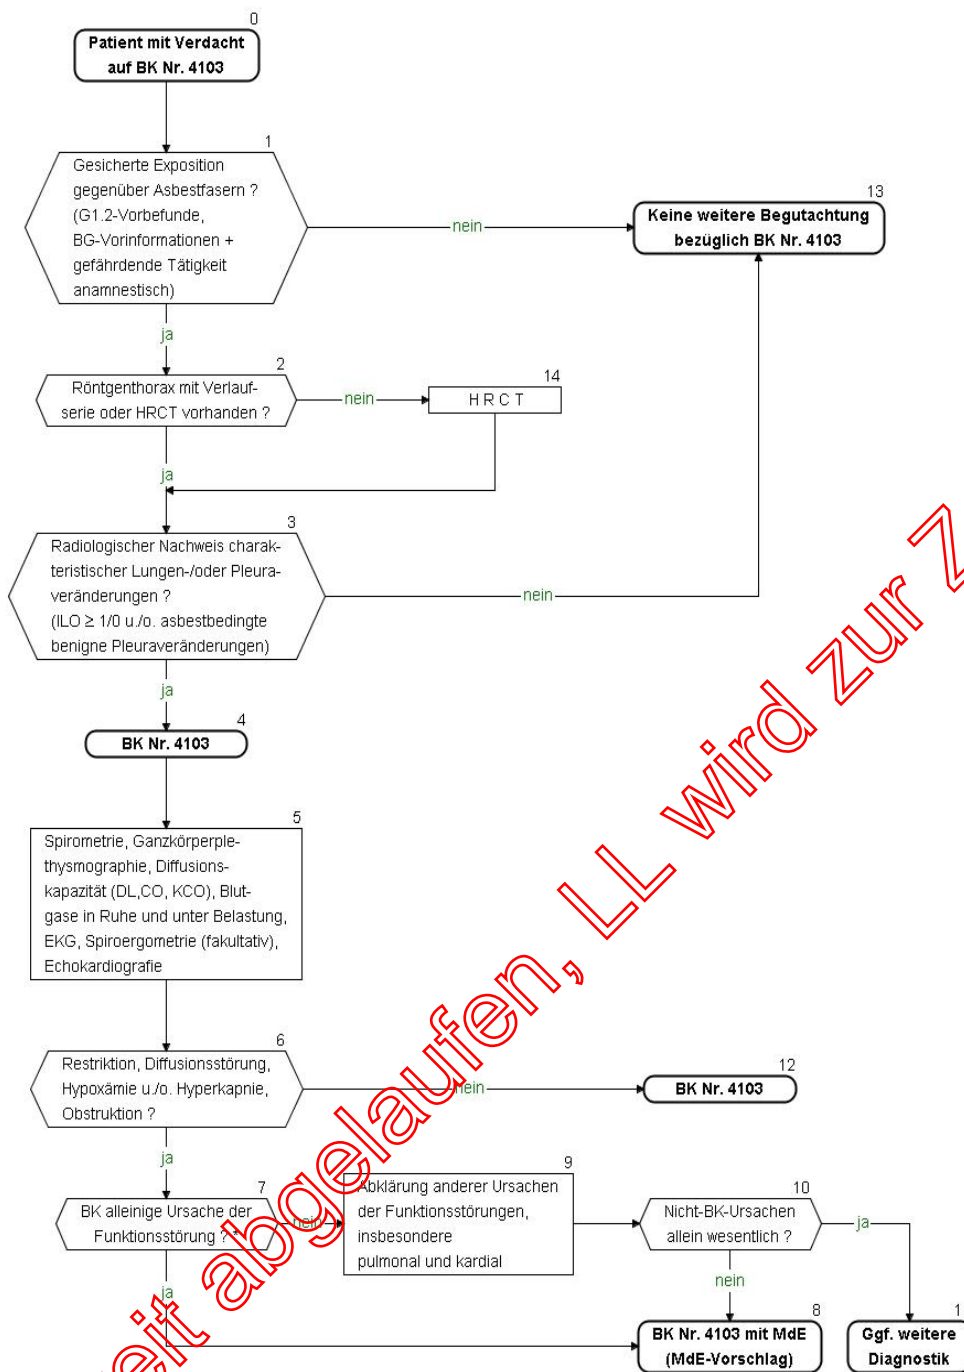 0
Patient mit Verdacht
auf BK Nr. 4103
1
Gesicherte Exposition
gegenüber Asbestfasern ?
(G1.2-Vorbefunde,
BG-Vorinformationen +
gefährdende Tätigkeit
anamnestisch)
nein
13
Keine weitere Begutachtung
bezüglich BK Nr. 4103
ja
2
Röntgenthorax mit Verlauf-
serie oder HRCT vorhanden ?
nein
14
H R C T
ja
3
Radiologischer Nachweis charak-
teristischer Lungen-/oder Pleura-
veränderungen ?
(ILO ≥ 1/0 u./o. asbestbedingte
benigne Pleuraveränderungen)
nein
ja
4
BK Nr. 4103
5
Spirometrie, Ganzkörperple-
thysmographie, Diffusions-
kapazität (DL,CO, KCO), Blut-
gase in Ruhe und unter Belastung,
EKG, Spiroergometrie (fakultativ),
Echokardiografie
6
Restriktion, Diffusionsstörung,
Hypoxämie u./o. Hyperkapnie,
Obstruktion ?
nein
12
BK Nr. 4103
ja
7
BK alleinige Ursache der
Funktionsstörung ? *
nein
9
Abklärung anderer Ursachen
der Funktionsstörungen,
insbesondere
pulmonal und kardial
10
Nicht-BK-Ursachen
allein wesentlich ?
ja
nein
ja
8
BK Nr. 4103 mit MdE
(MdE-Vorschlag)
1
Ggf. weitere
Diagnostik
eit abgelaufen, LL wird zur Z